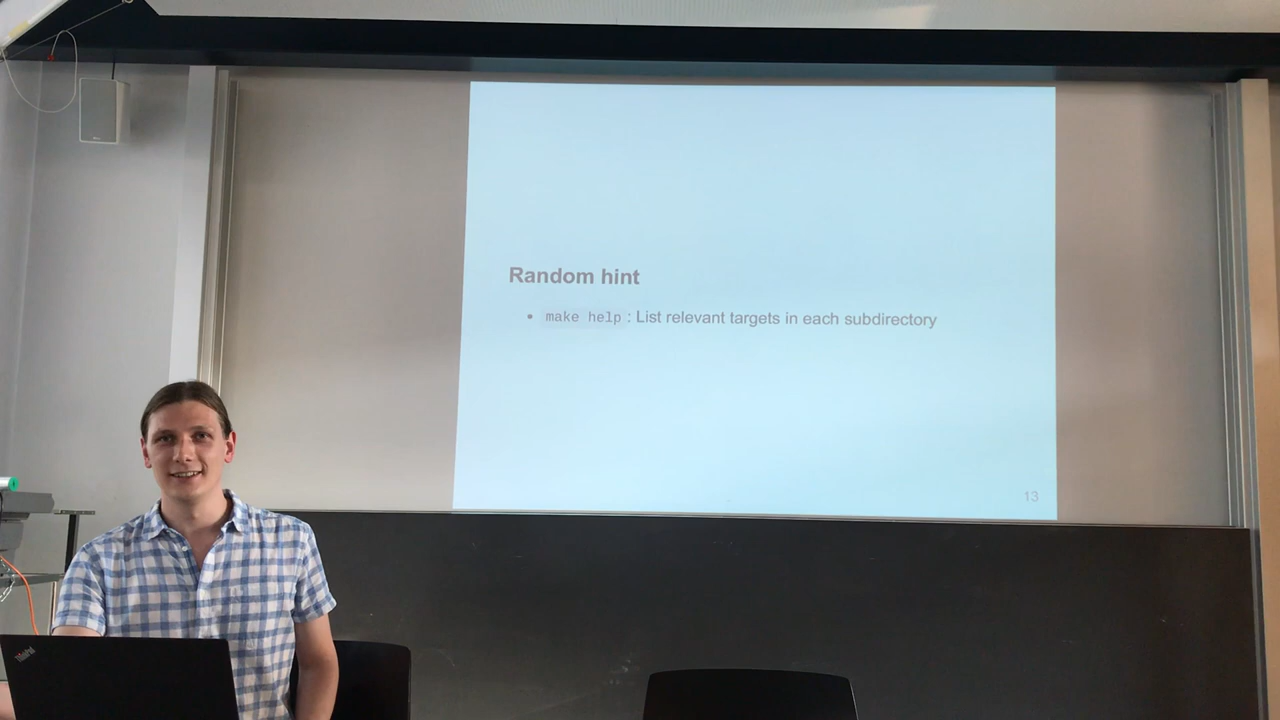 Random hint
• make help : List relevant targets in each subdirectory
13
ThinkPad